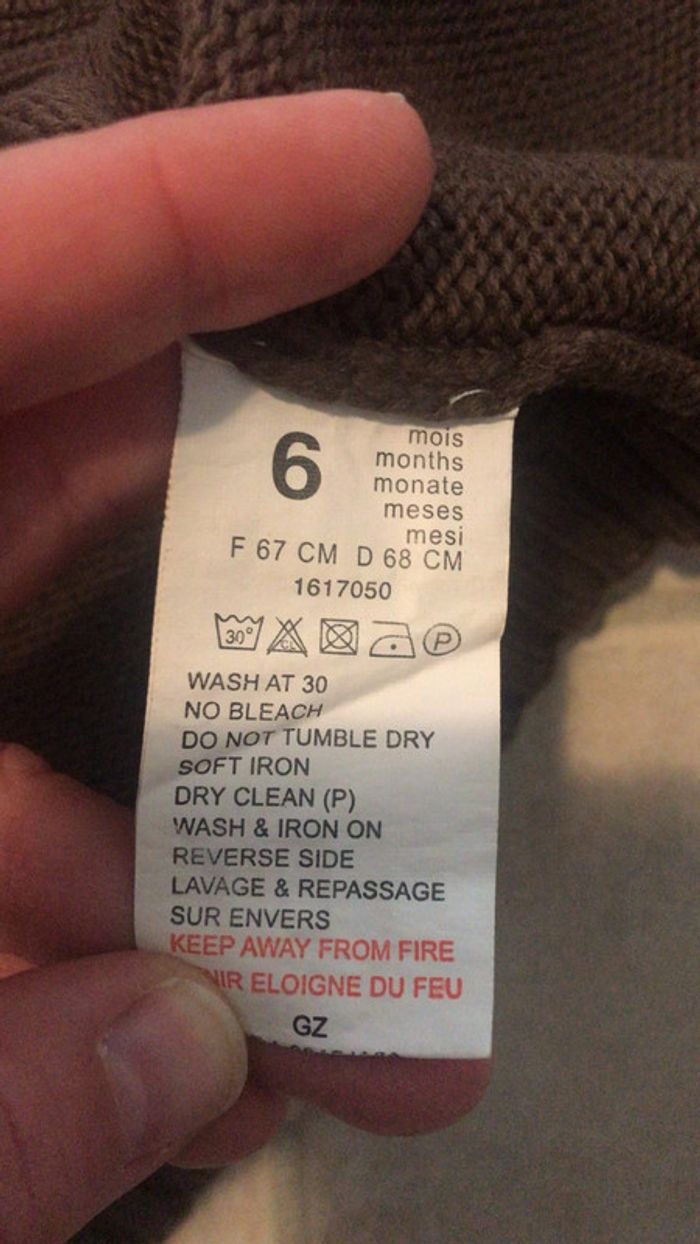 6 mois
months
monate
meses
mesi
F 67 CM D 68 CM
1617050
30° CL P
WASH AT 30
NO BLEACH
DO NOT TUMBLE DRY
SOFT IRON
DRY CLEAN (P)
WASH & IRON ON
REVERSE SIDE
LAVAGE & REPASSAGE
SUR ENVERS
KEEP AWAY FROM FIRE
ELOIGNE DU FEU
GZ